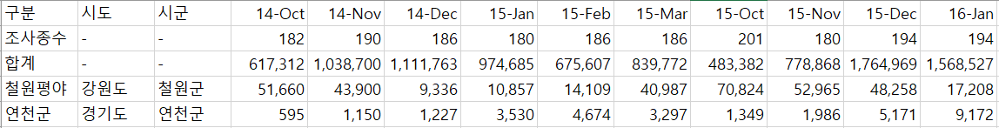 구분 시도 시군 14-Oct 14-Nov 14-Dec 15-Jan 15-Feb 15-Mar 15-Oct 15-Nov 15-Dec 16-Jan
조사종수 - - 182 190 186 180 186 186 201 180 194 194
합계 - - 617,312 1,038,700 1,111,763 974,685 675,607 839,772 483,382 778,868 1,764,969 1,568,527
철원평야 강원도 철원군 51,660 43,900 9,336 10,857 14,109 40,987 70,824 52,965 48,258 17,208
연천군 경기도 연천군 595 1,150 1,227 3,530 4,674 3,297 1,349 1,986 5,171 9,172